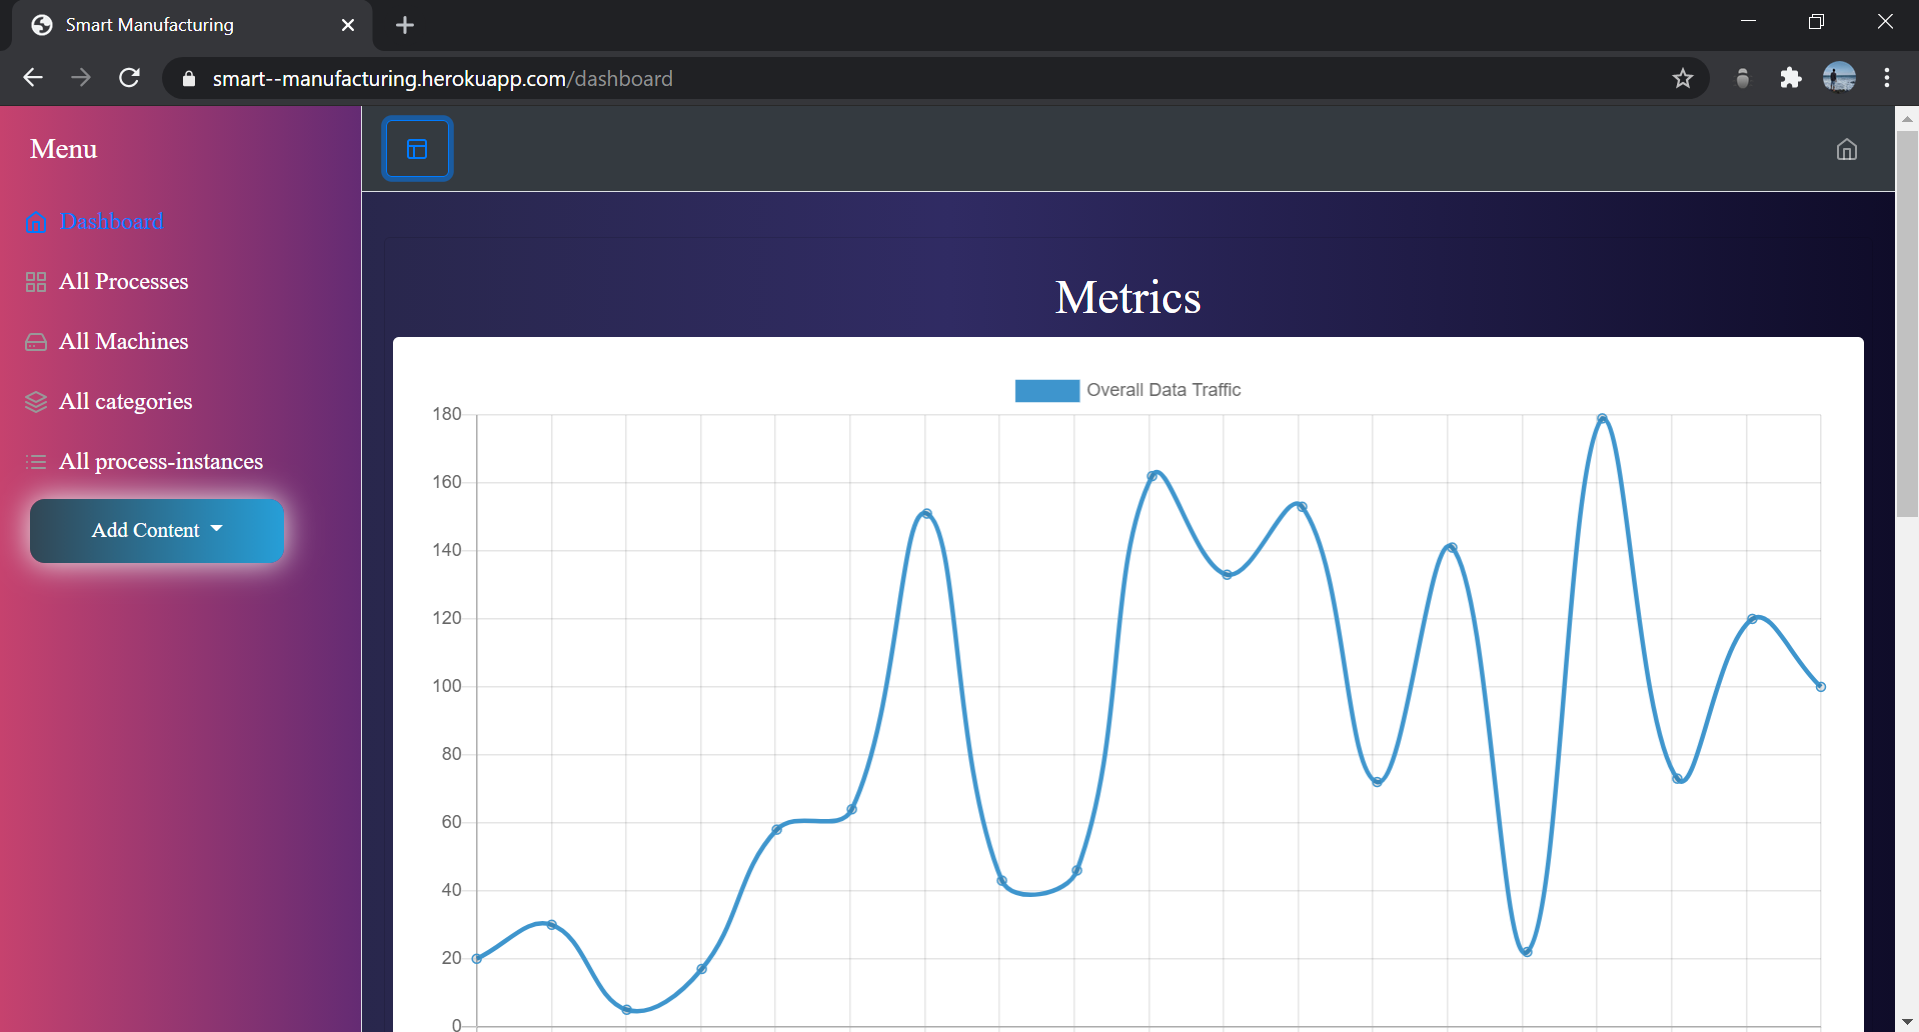 Smart Manufacturing
smart--manufacturing.herokuapp.com/dashboard
Menu
Dashboard
All Processes
All Machines
All categories
All process-instances
Add Content
Metrics
Overall Data Traffic
180
160
140
120
100
80
60
40
20
0